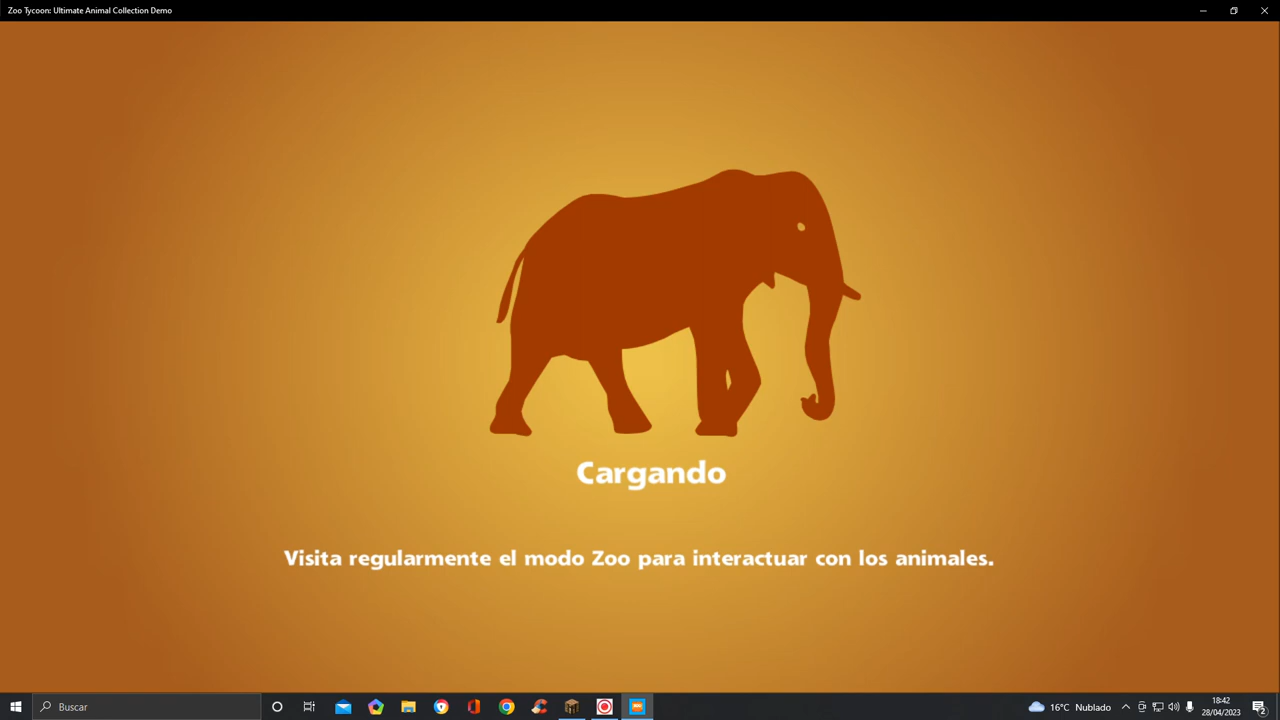 Zoo Tycoon: Ultimate Animal Collection Demo
Cargando
Visita regularmente el modo Zoo para interactuar con los animales.
Buscar
16°C Nublado
18:42
28/04/2023
2